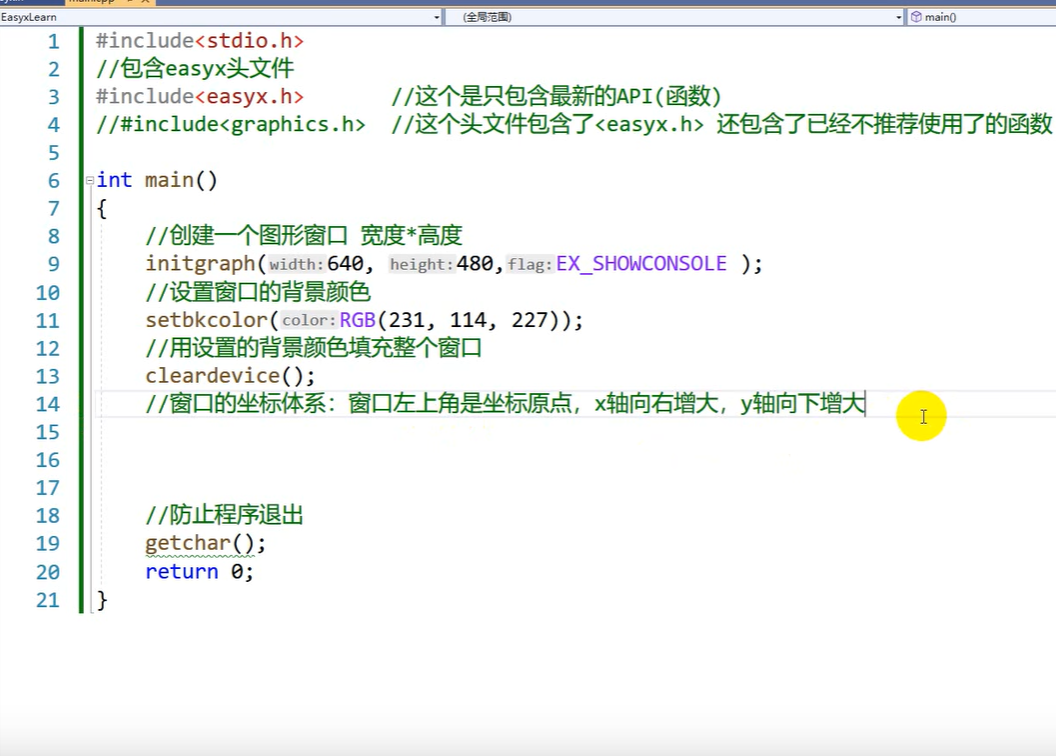 EasyxLearn (全局范围) main()
1 #include<stdio.h>
2 //包含easyx头文件
3 #include<easyx.h> //这个是只包含最新的API(函数)
4 //#include<graphics.h> //这个头文件包含了<easyx.h> 还包含了已经不推荐使用了的函数
5
6 int main()
7 {
8 //创建一个图形窗口 宽度*高度
9 initgraph(width:640, height:480,flag:EX_SHOWCONSOLE );
10 //设置窗口的背景颜色
11 setbkcolor(color:RGB(231, 114, 227));
12 //用设置的背景颜色填充整个窗口
13 cleardevice();
14 //窗口的坐标体系：窗口左上角是坐标原点，x轴向右增大，y轴向下增大
15
16
17
18 //防止程序退出
19 getchar();
20 return 0;
21 }